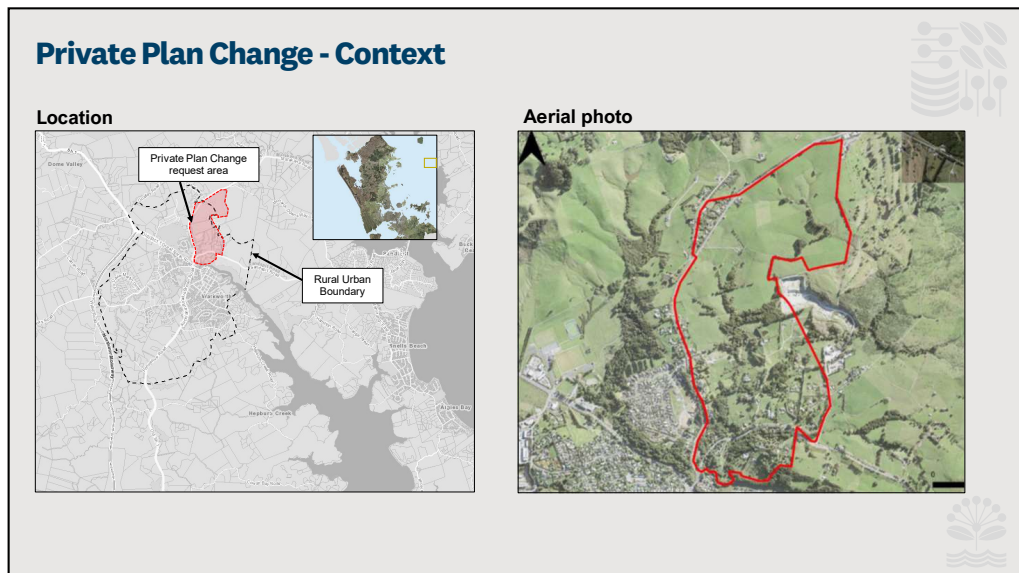 Private Plan Change - Context
Location
Aerial photo
Dome Valley
Private Plan Change
request area
Rural Urban
Boundary
Warkworth
Snells Beach
Hepburn Creek
Algies Bay
0